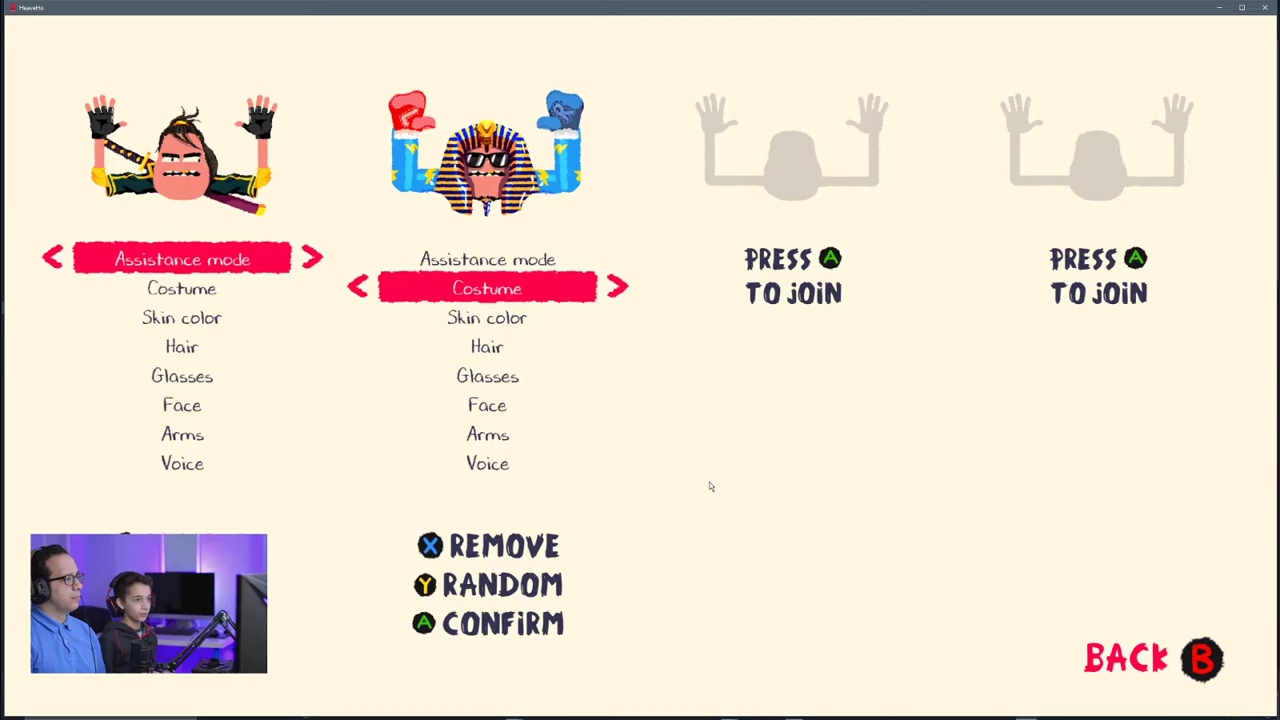 HeaveHo
Assistance mode
Costume
Skin color
Hair
Glasses
Face
Arms
Voice
Assistance mode
Costume
Skin color
Hair
Glasses
Face
Arms
Voice
X REMOVE
Y RANDOM
A CONFIRM
PRESS A
TO JOIN
PRESS A
TO JOIN
BACK B